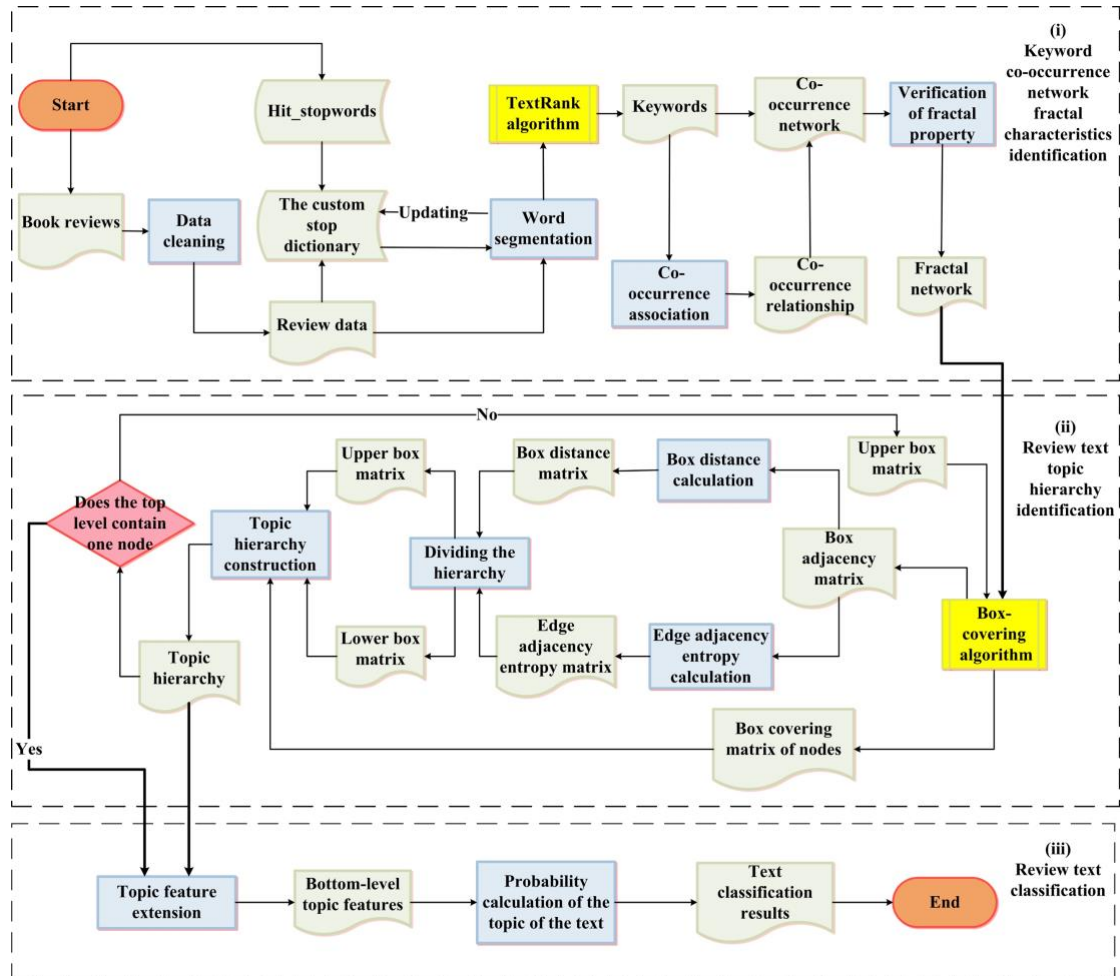 (i)
Keyword
co-occurrence
network
fractal
characteristics
identification
Start
Hit_stopwords
TextRank
algorithm
Keywords
Co-
occurrence
network
Verification
of fractal
property
Book reviews
Data
cleaning
The custom
stop
dictionary
Updating
Word
segmentation
Co-
occurrence
association
Co-
occurrence
relationship
Fractal
network
Review data
(ii)
Review text
topic
hierarchy
identification
No
Does the top
level contain
one node
Upper box
matrix
Box distance
matrix
Box distance
calculation
Upper box
matrix
Topic
hierarchy
construction
Dividing the
hierarchy
Box
adjacency
matrix
Box-
covering
algorithm
Topic
hierarchy
Lower box
matrix
Edge
adjacency
entropy matrix
Edge adjacency
entropy
calculation
Box covering
matrix of nodes
Yes
(iii)
Review text
classification
Topic feature
extension
Bottom-level
topic features
Probability
calculation of the
topic of the text
Text
classification
results
End